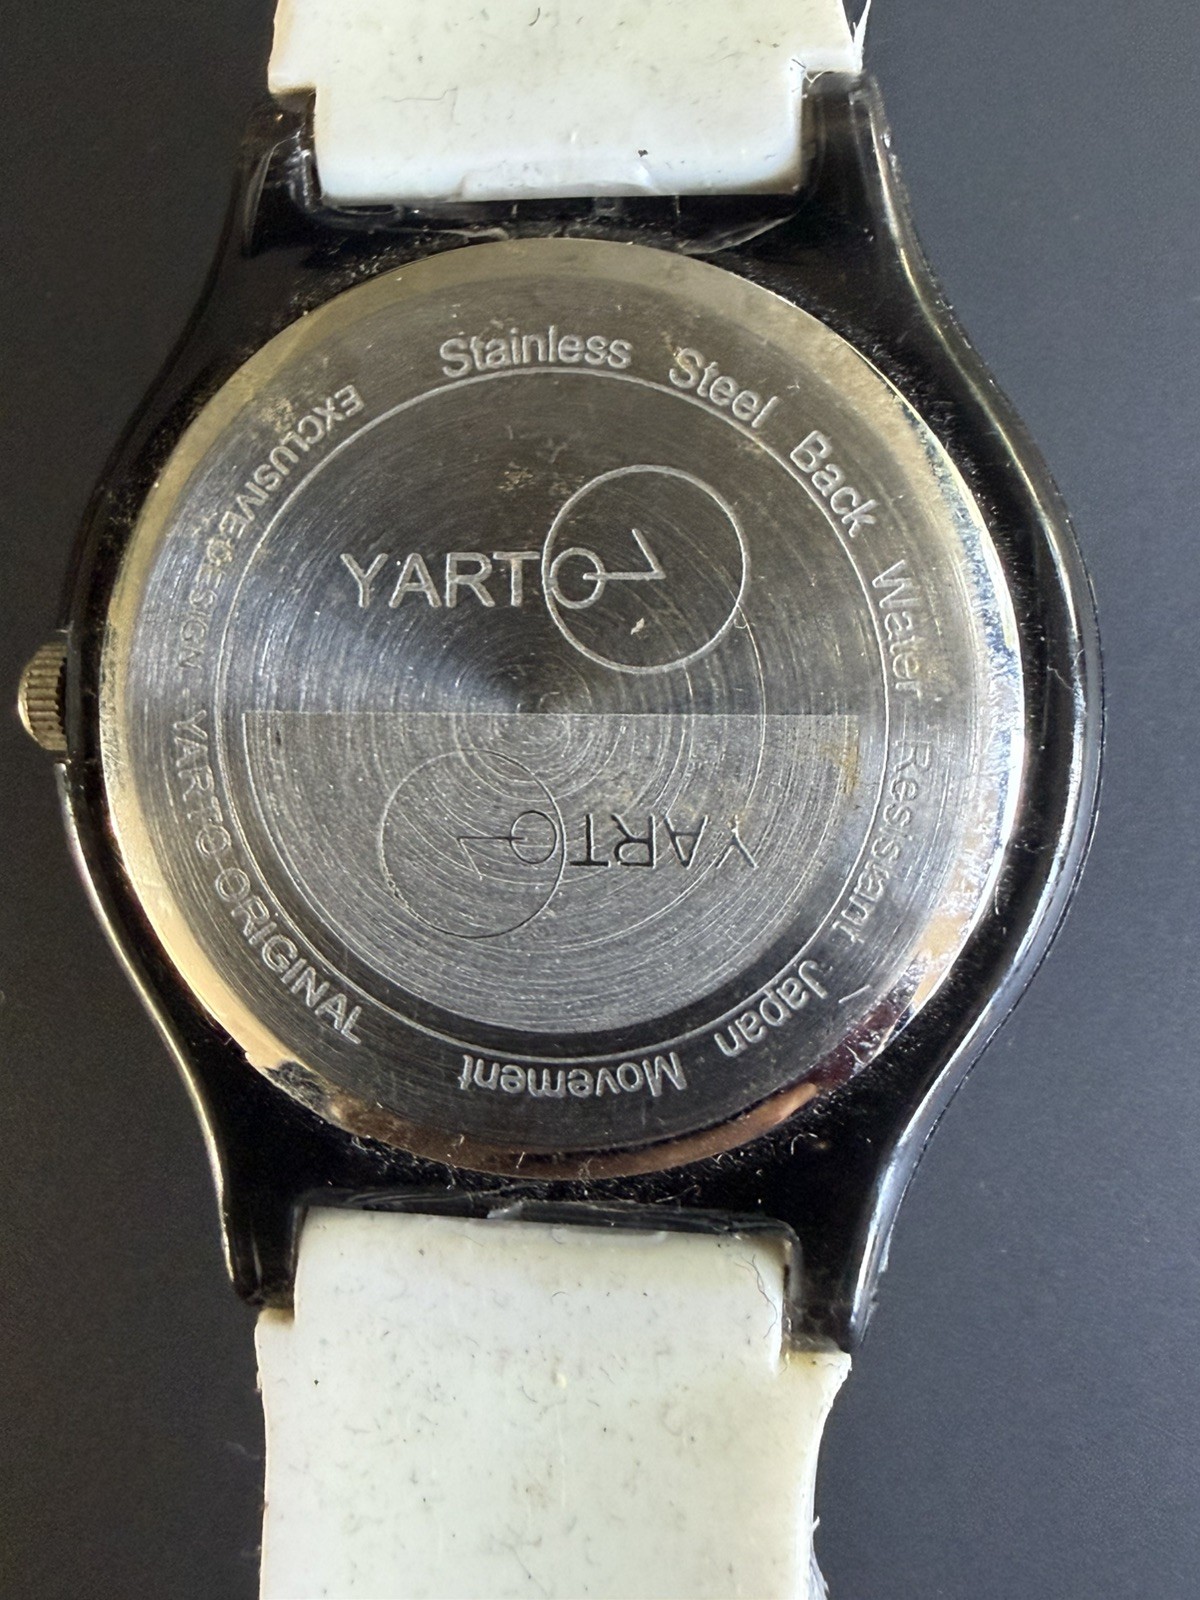 Stainless Steel Back Water Resistant Japan Movement
EXCLUSIVE DESIGN - YARTO ORIGINAL
YARTO
YARTO